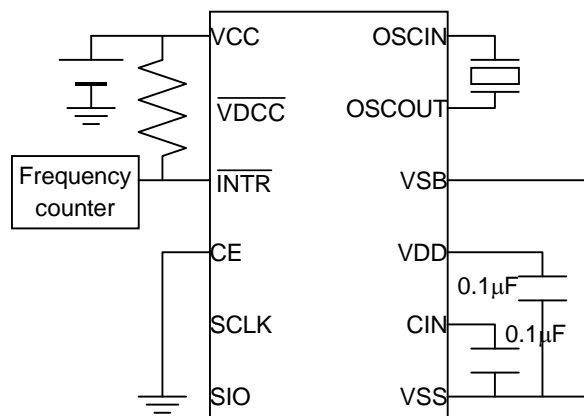 VCC OSCIN
VDCC OSCOUT
Frequency
counter
INTR VSB
CE VDD
0.1μF
SCLK CIN 0.1μF
SIO VSS